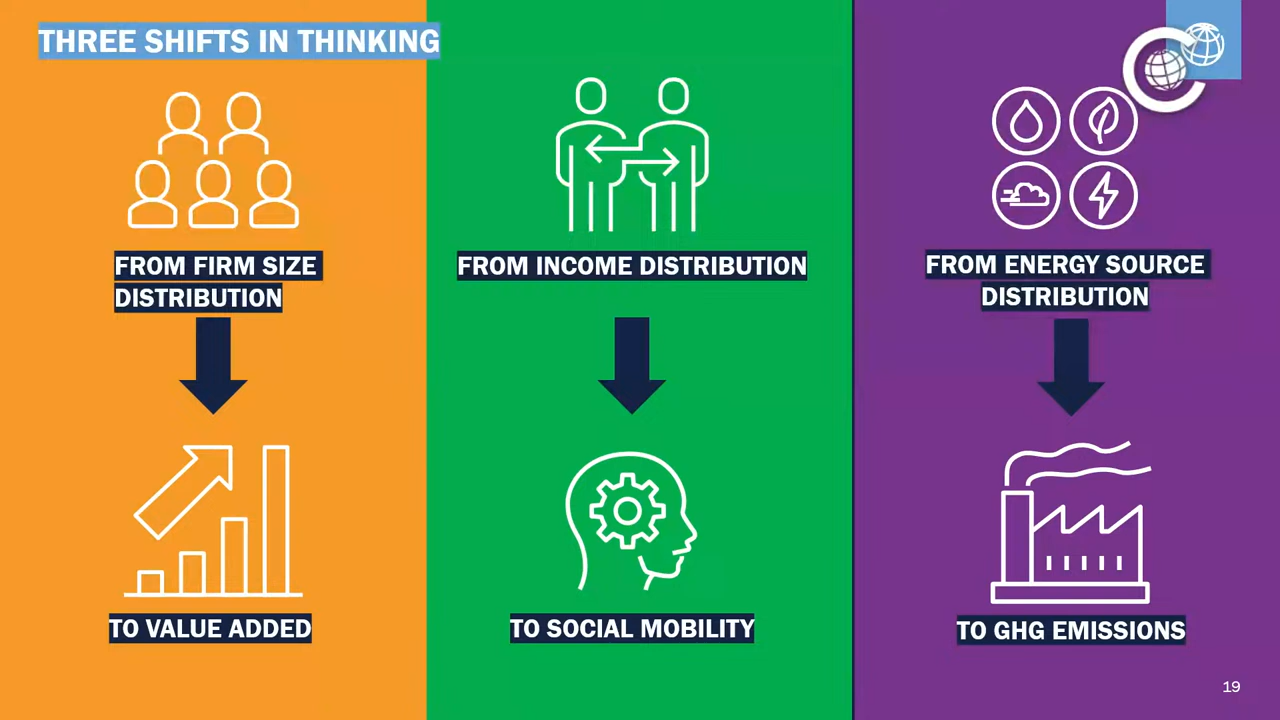 THREE SHIFTS IN THINKING
FROM FIRM SIZE
DISTRIBUTION
TO VALUE ADDED
FROM INCOME DISTRIBUTION
TO SOCIAL MOBILITY
FROM ENERGY SOURCE
DISTRIBUTION
TO GHG EMISSIONS
19